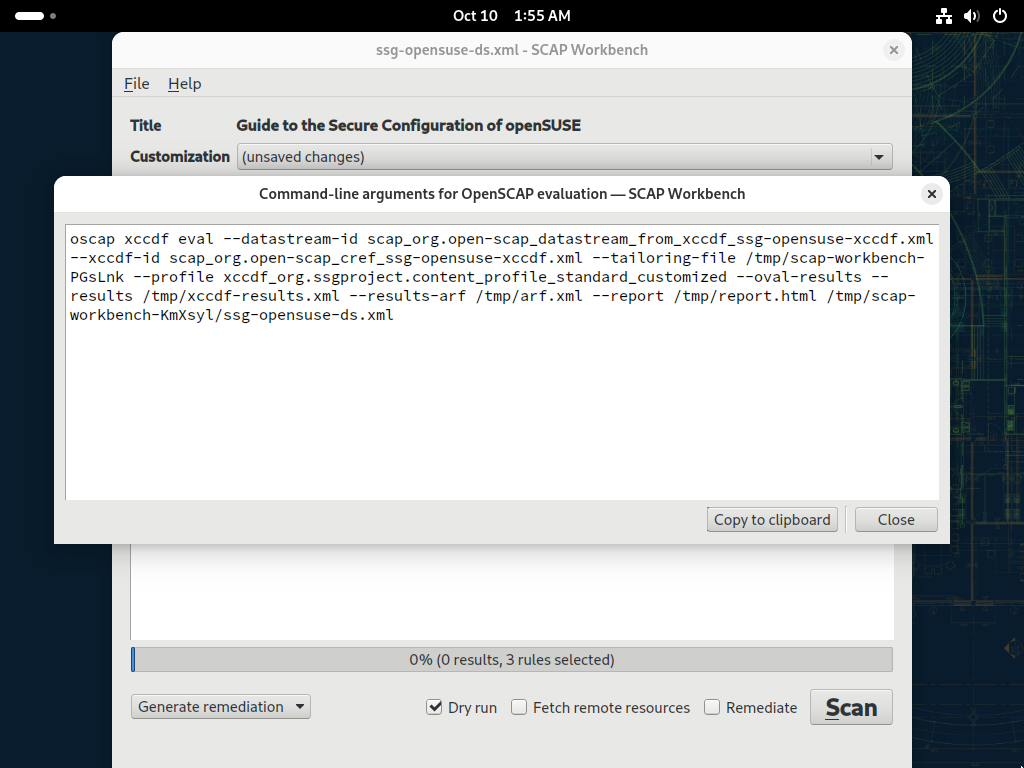 Oct 10 1:55 AM
ssg-opensuse-ds.xml - SCAP Workbench
File Help
Title Guide to the Secure Configuration of openSUSE
Customization (unsaved changes)
Command-line arguments for OpenSCAP evaluation — SCAP Workbench
oscap xccdf eval --datastream-id scap_org.open-scap_datastream_from_xccdf_ssg-opensuse-xccdf.xml
--xccdf-id scap_org.open-scap_cref_ssg-opensuse-xccdf.xml --tailoring-file /tmp/scap-workbench-
PGsLnk --profile xccdf_org.ssgproject.content_profile_standard_customized --oval-results --
results /tmp/xccdf-results.xml --results-arf /tmp/arf.xml --report /tmp/report.html /tmp/scap-
workbench-KmXsyl/ssg-opensuse-ds.xml
Copy to clipboard Close
0% (0 results, 3 rules selected)
Generate remediation Dry run Fetch remote resources Remediate Scan